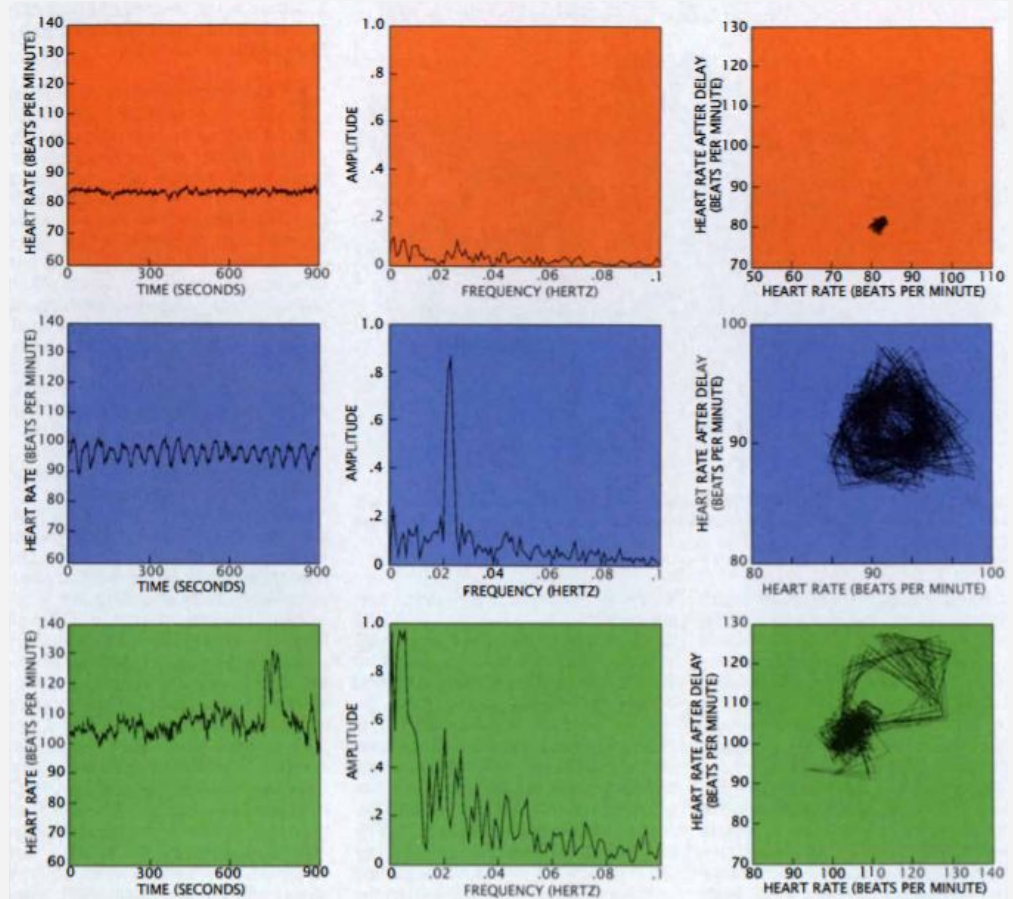 HEART RATE (BEATS PER MINUTE)
140
130
120
110
100
90
80
70
60
0 300 600 900
TIME (SECONDS)
AMPLITUDE
1.0
.8
.6
.4
.2
0
0 .02 .04 .06 .08 .1
FREQUENCY (HERTZ)
HEART RATE AFTER DELAY
(BEATS PER MINUTE)
130
120
110
100
90
80
70
50 60 70 80 90 100 110
HEART RATE (BEATS PER MINUTE)
HEART RATE (BEATS PER MINUTE)
140
130
120
110
100
90
80
70
60
0 300 600 900
TIME (SECONDS)
AMPLITUDE
1.0
.8
.6
.4
.2
0
0 .02 .04 .06 .08 .1
FREQUENCY (HERTZ)
HEART RATE AFTER DELAY
(BEATS PER MINUTE)
100
90
80
80 90 100
HEART RATE (BEATS PER MINUTE)
HEART RATE (BEATS PER MINUTE)
140
130
120
110
100
90
80
70
60
0 300 600 900
TIME (SECONDS)
AMPLITUDE
1.0
.8
.6
.4
.2
0
0 .02 .04 .06 .08 .1
FREQUENCY (HERTZ)
HEART RATE AFTER DELAY
(BEATS PER MINUTE)
130
120
110
100
90
80
70
80 90 100 110 120 130 140
HEART RATE (BEATS PER MINUTE)